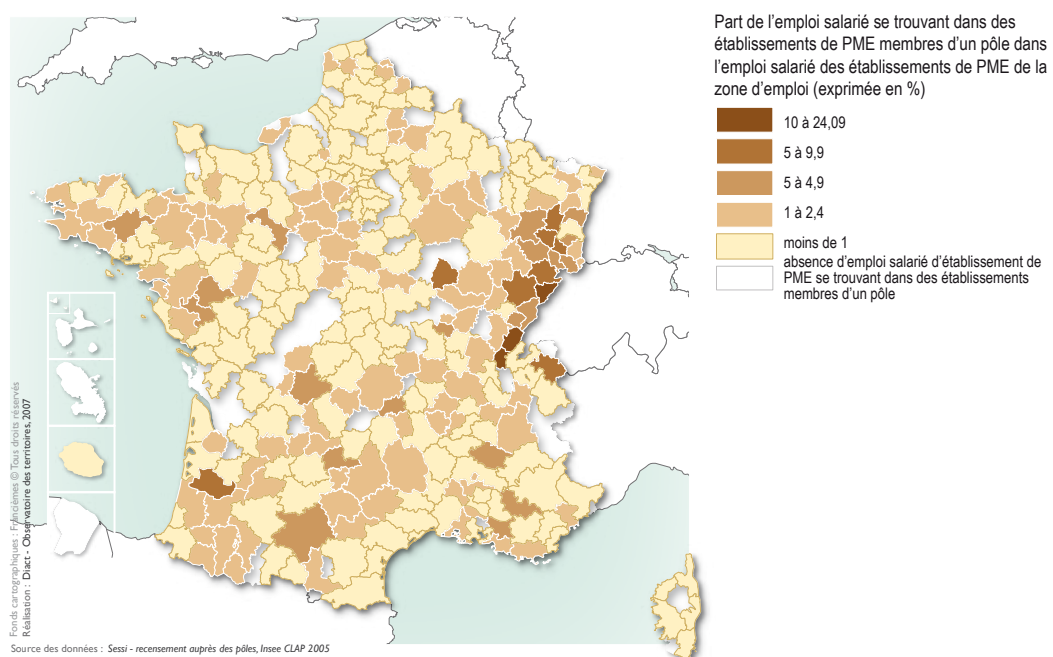 Part de l'emploi salarié se trouvant dans des
établissements de PME membres d'un pôle dans
l'emploi salarié des établissements de PME de la
zone d'emploi (exprimée en %)
10 à 24,09
5 à 9,9
5 à 4,9
1 à 2,4
moins de 1
absence d'emploi salarié d'établissement de
PME se trouvant dans des établissements
membres d'un pôle
Fonds cartographiques : Francièmes © Tous droits réservés
Réalisation : Diact - Observatoire des territoires, 2007
Source des données : Sessi - recensement auprès des pôles, Insee CLAP 2005